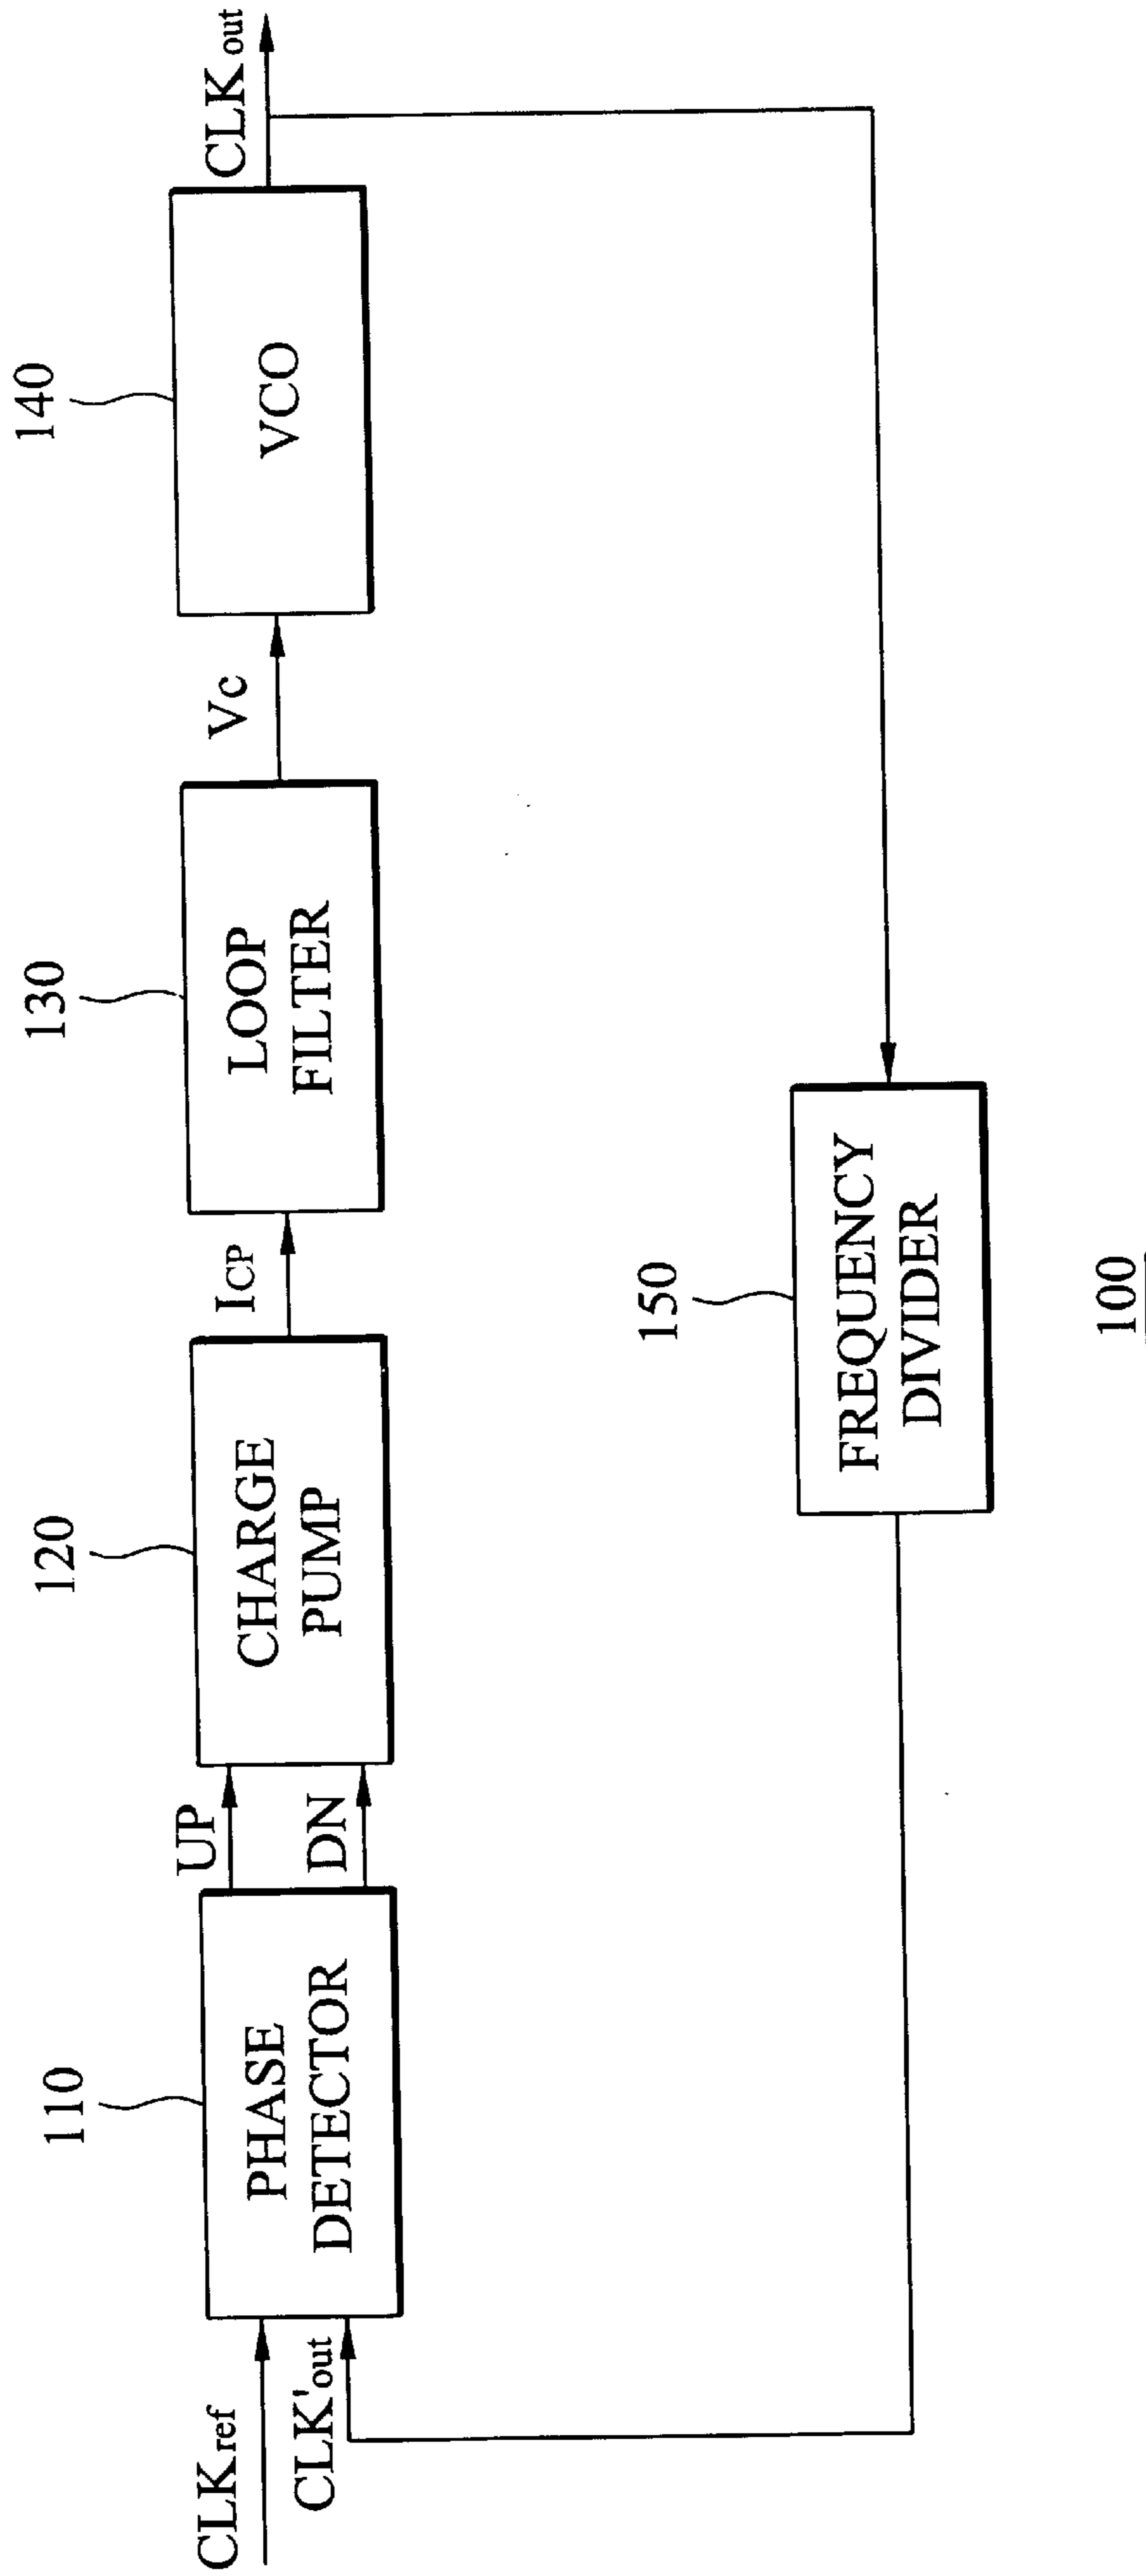 110
120
130
140
CLKref
CLK'out
PHASE
DETECTOR
UP
DN
CHARGE
PUMP
ICP
LOOP
FILTER
Vc
VCO
CLKout
150
FREQUENCY
DIVIDER
100